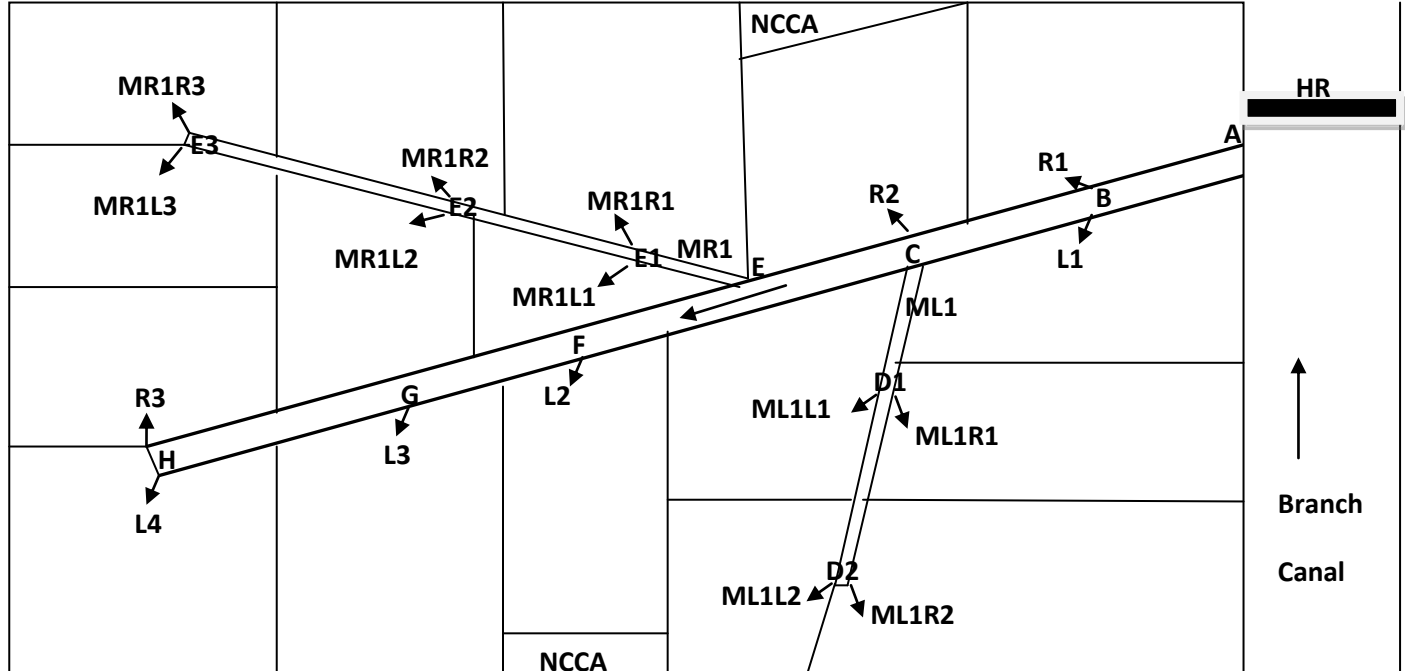 NCCA
HR
MR1R3
A
E3
MR1R2
R1
B
R2
MR1L3
MR1R1
E2
C
MR1
E
E1
MR1L2
L1
MR1L1
ML1
F
D1
G
L2
R3
ML1L1
ML1R1
L3
H
Branch
L4
D2
Canal
ML1L2
ML1R2
NCCA